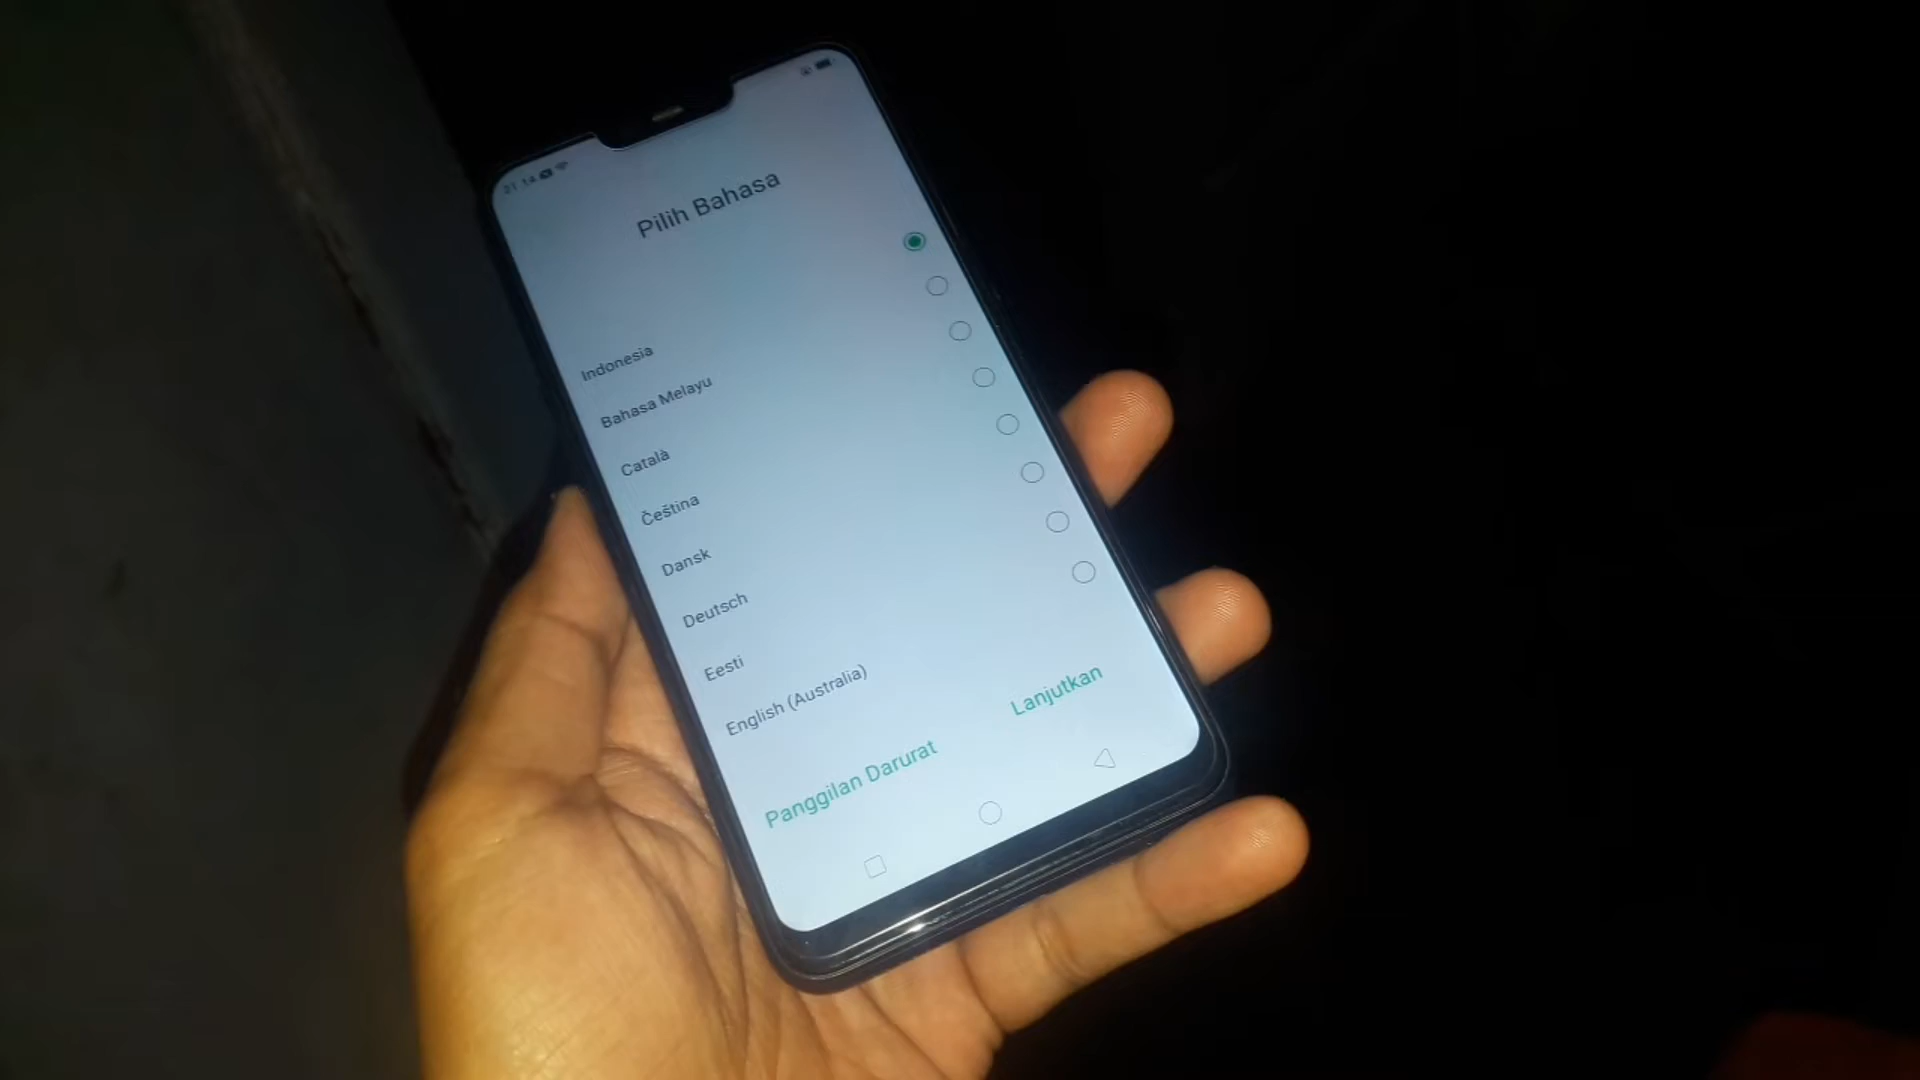 Pilih Bahasa
Indonesia
Bahasa Melayu
Català
Čeština
Dansk
Deutsch
Eesti
English (Australia)
Panggilan Darurat
Lanjutkan